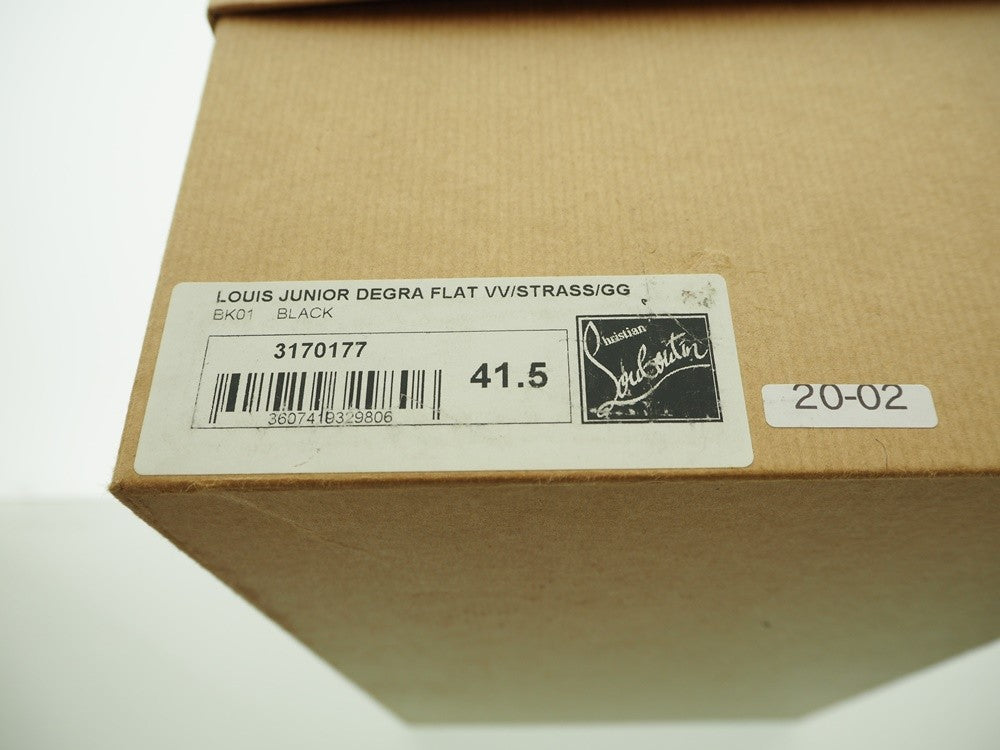 LOUIS JUNIOR DEGRA FLAT VV/STRASS/GG
BK01 BLACK
3170177
41.5
3607419329806
Christian
Louboutin
20-02